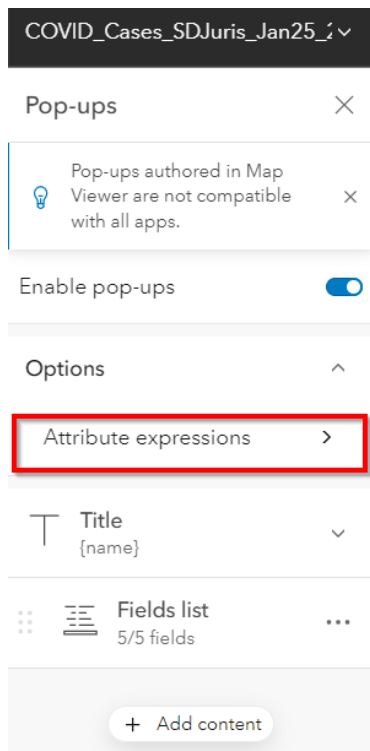 COVID_Cases_SDJuris_Jan25_
Pop-ups
Pop-ups authored in Map
Viewer are not compatible
with all apps.
Enable pop-ups
Options
Attribute expressions
Title
{name}
Fields list
5/5 fields
+ Add content